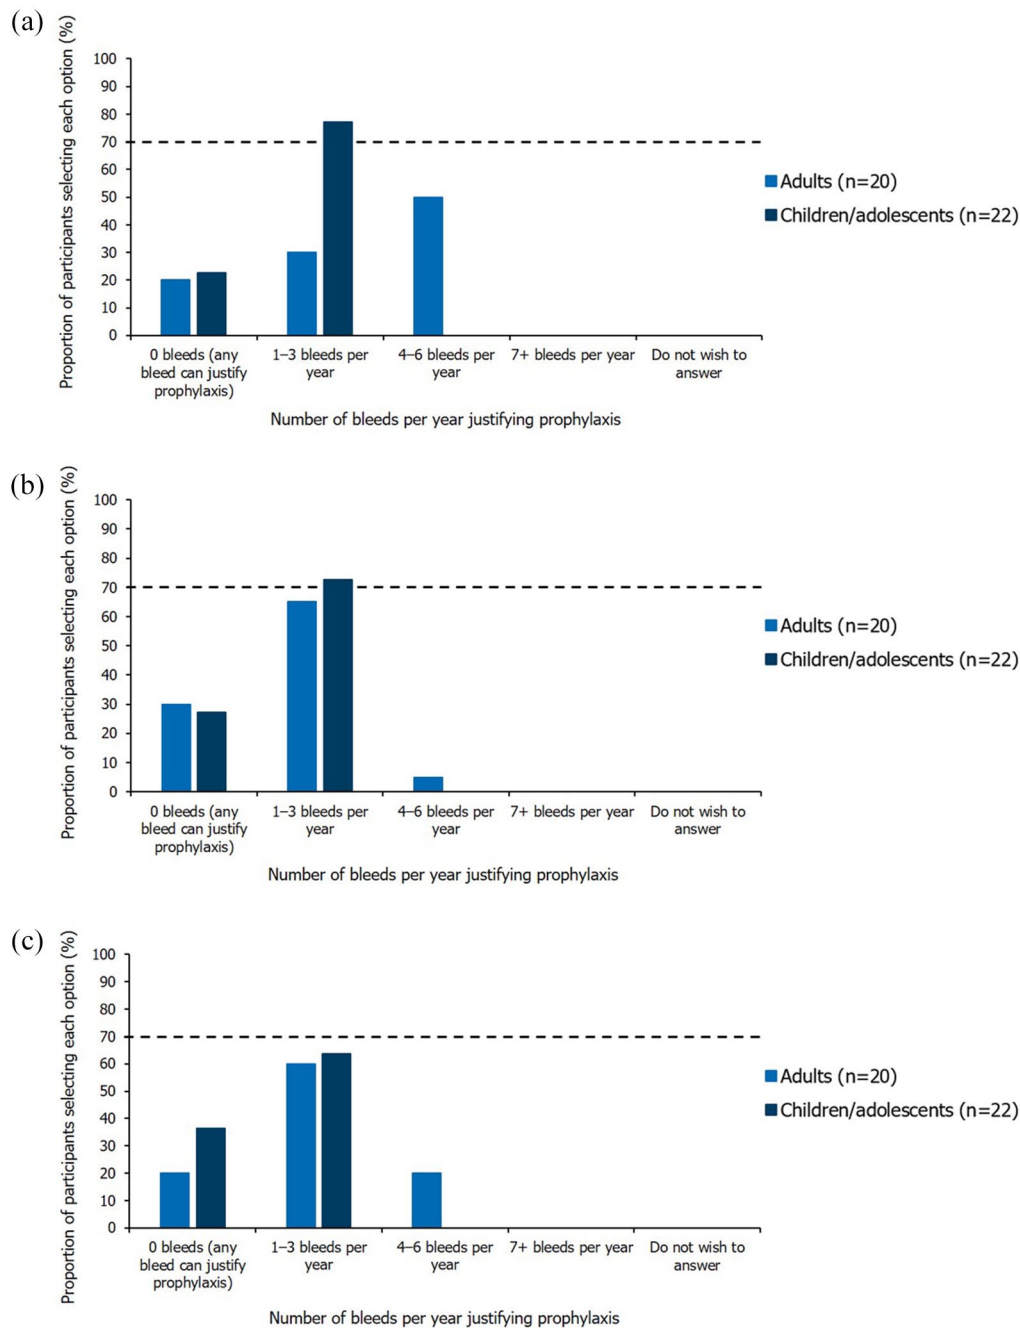 (a)
Proportion of participants selecting each option (%)
100
90
80
70
60
50
40
30
20
10
0
0 bleeds (any
bleed can justify
prophylaxis)
1–3 bleeds per
year
4–6 bleeds per
year
7+ bleeds per year
Do not wish to
answer
Number of bleeds per year justifying prophylaxis
Adults (n=20)
Children/adolescents (n=22)
(b)
Proportion of participants selecting each option (%)
100
90
80
70
60
50
40
30
20
10
0
0 bleeds (any
bleed can justify
prophylaxis)
1–3 bleeds per
year
4–6 bleeds per
year
7+ bleeds per year
Do not wish to
answer
Number of bleeds per year justifying prophylaxis
Adults (n=20)
Children/adolescents (n=22)
(c)
Proportion of participants selecting each option (%)
100
90
80
70
60
50
40
30
20
10
0
0 bleeds (any
bleed can justify
prophylaxis)
1–3 bleeds per
year
4–6 bleeds per
year
7+ bleeds per year
Do not wish to
answer
Number of bleeds per year justifying prophylaxis
Adults (n=20)
Children/adolescents (n=22)